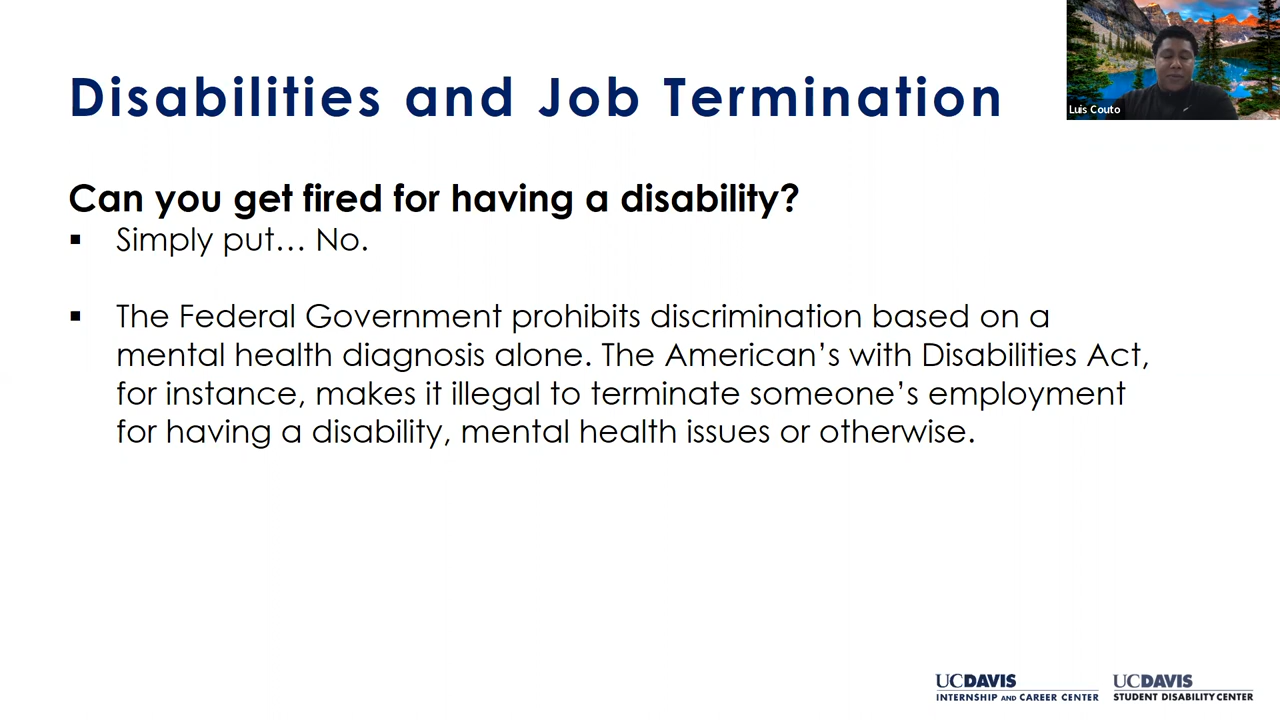 Disabilities and Job Termination
Luis Couto
Can you get fired for having a disability?
▪ Simply put… No.
▪ The Federal Government prohibits discrimination based on a
mental health diagnosis alone. The American’s with Disabilities Act,
for instance, makes it illegal to terminate someone’s employment
for having a disability, mental health issues or otherwise.
UCDAVIS
INTERNSHIP AND CAREER CENTER
UCDAVIS
STUDENT DISABILITY CENTER